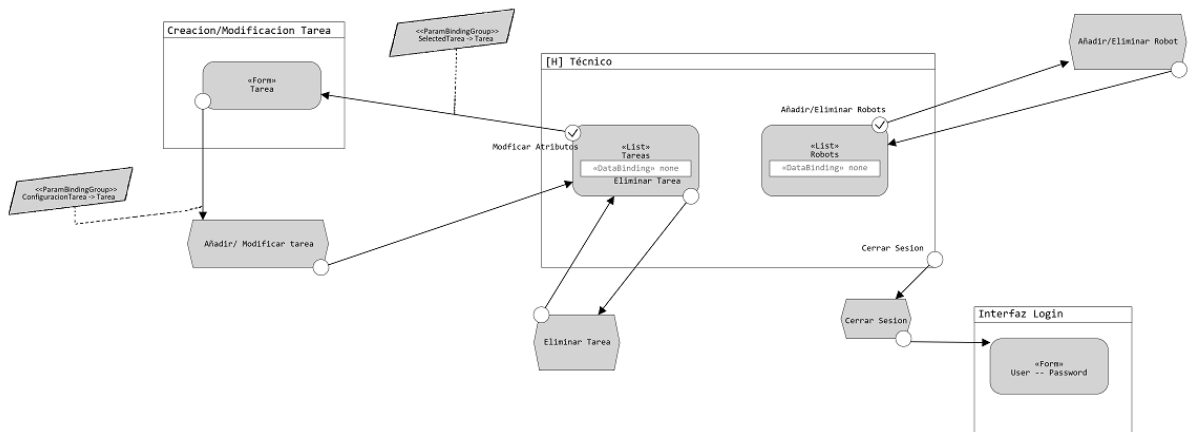 Creacion/Modificacion Tarea
«Form»
Tarea
<<ParamBindingGroup>>
SelectedTarea -> Tarea
<<ParamBindingGroup>>
ConfiguracionTarea -> Tarea
Añadir/ Modificar tarea
[H] Técnico
Modficar Atributos
«List»
Tareas
«DataBinding» none
Eliminar Tarea
Añadir/Eliminar Robots
«List»
Robots
«DataBinding» none
Añadir/Eliminar Robot
Cerrar Sesion
Eliminar Tarea
Cerrar Sesion
Interfaz Login
«Form»
User -- Password